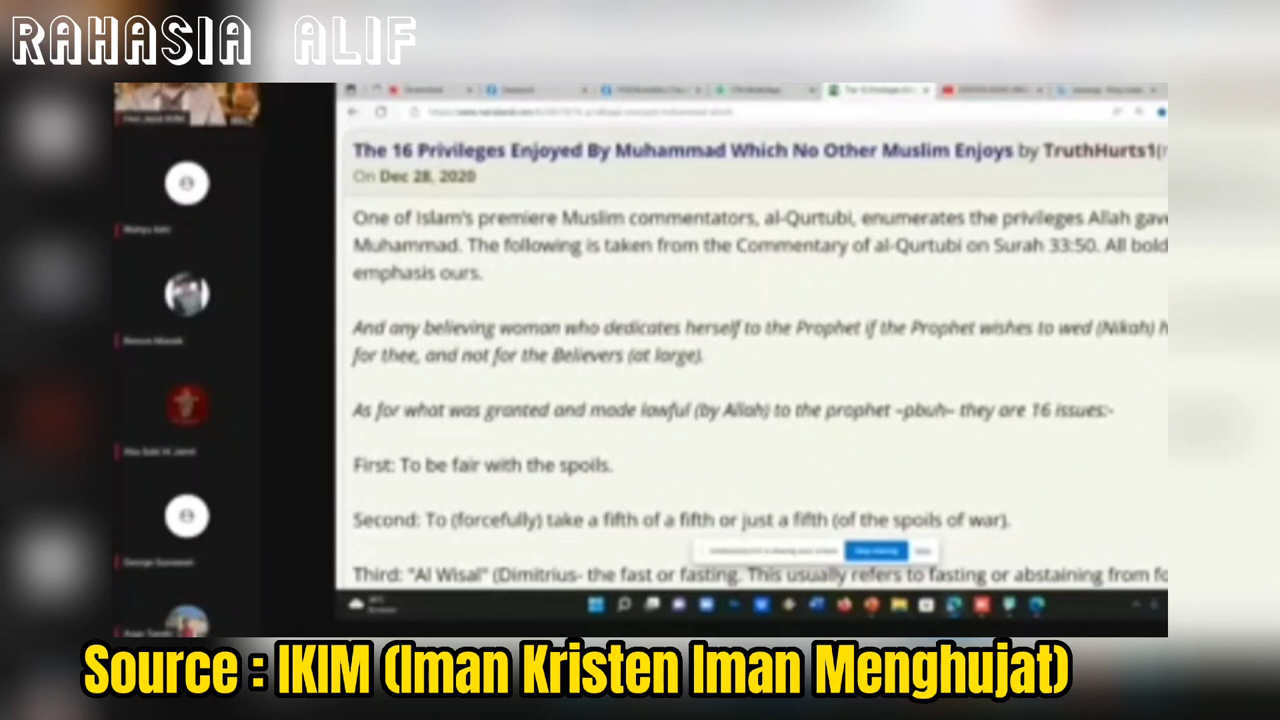 RAHASIA ALIF
The 16 Privileges Enjoyed By Muhammad Which No Other Muslim Enjoys by TruthHurts1(
On Dec 28, 2020
One of Islam's premiere Muslim commentators, al-Qurtubi, enumerates the privileges Allah gav
Muhammad. The following is taken from the Commentary of al-Qurtubi on Surah 33:50. All bold
emphasis ours.
And any believing woman who dedicates herself to the Prophet if the Prophet wishes to wed (Nikah) h
for thee, and not for the Believers (at large).
As for what was granted and made lawful (by Allah) to the prophet –pbuh– they are 16 issues:-
First: To be fair with the spoils.
Second: To (forcefully) take a fifth of a fifth or just a fifth (of the spoils of war).
Third: "Al Wisal" (Dimitrius- the fast or fasting. This usually refers to fasting or abstaining from fo
Source : IKIM (Iman Kristen Iman Menghujat)